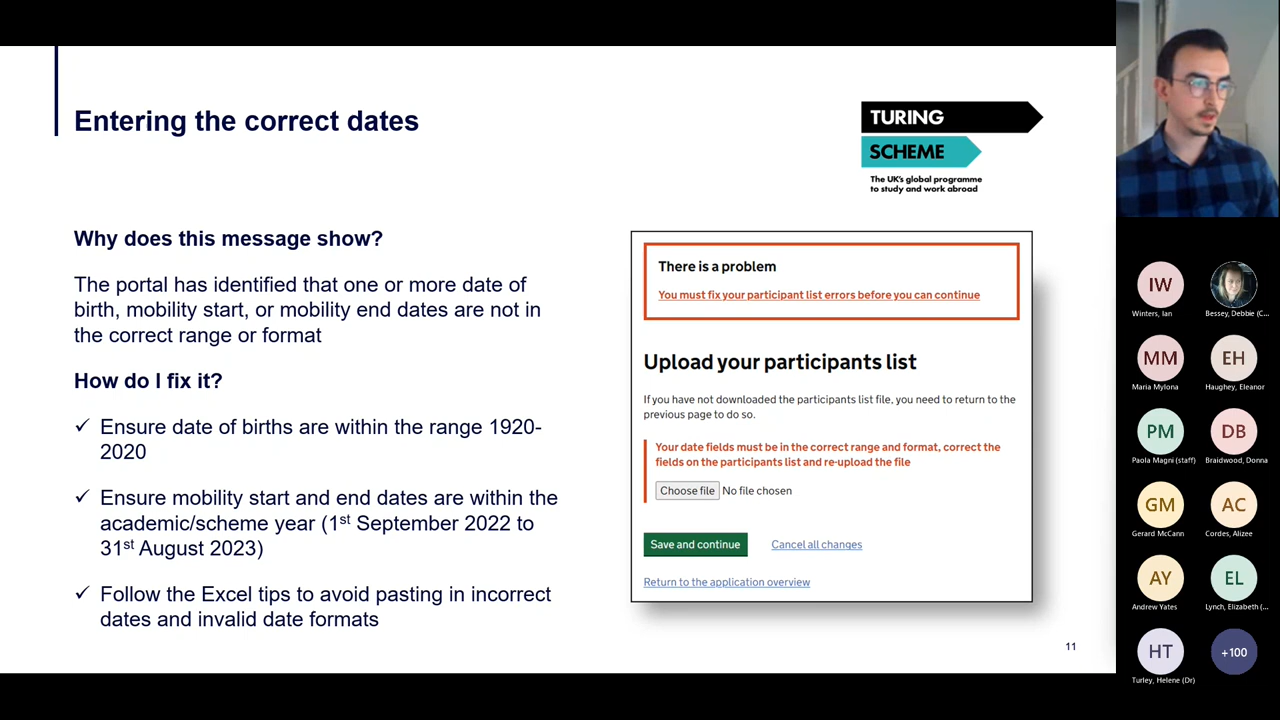 Entering the correct dates
TURING
SCHEME
The UK's global programme
to study and work abroad
Why does this message show?
The portal has identified that one or more date of
birth, mobility start, or mobility end dates are not in
the correct range or format
How do I fix it?
✓ Ensure date of births are within the range 1920-
2020
✓ Ensure mobility start and end dates are within the
academic/scheme year (1st September 2022 to
31st August 2023)
✓ Follow the Excel tips to avoid pasting in incorrect
dates and invalid date formats
There is a problem
You must fix your participant list errors before you can continue
Upload your participants list
If you have not downloaded the participants list file, you need to return to the
previous page to do so.
Your date fields must be in the correct range and format, correct the
fields on the participants list and re-upload the file
Choose file No file chosen
Save and continue Cancel all changes
Return to the application overview
11
IW
Winters, Ian
Bessey, Debbie (C...
MM
Maria Mylona
EH
Haughey, Eleanor
PM
Paola Magni (staff)
DB
Braidwood, Donna
GM
Gerard McCann
AC
Cordes, Alizee
AY
Andrew Yates
EL
Lynch, Elizabeth (...
HT
Turley, Helene (Dr)
+100